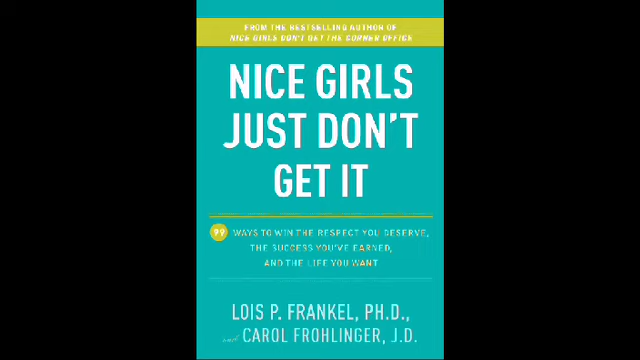 FROM THE BESTSELLING AUTHOR OF
NICE GIRLS DON'T GET THE CORNER OFFICE
NICE GIRLS
JUST DON'T
GET IT
99 WAYS TO WIN THE RESPECT YOU DESERVE,
THE SUCCESS YOU'VE EARNED,
AND THE LIFE YOU WANT
LOIS P. FRANKEL, PH.D.,
and CAROL FROHLINGER, J.D.